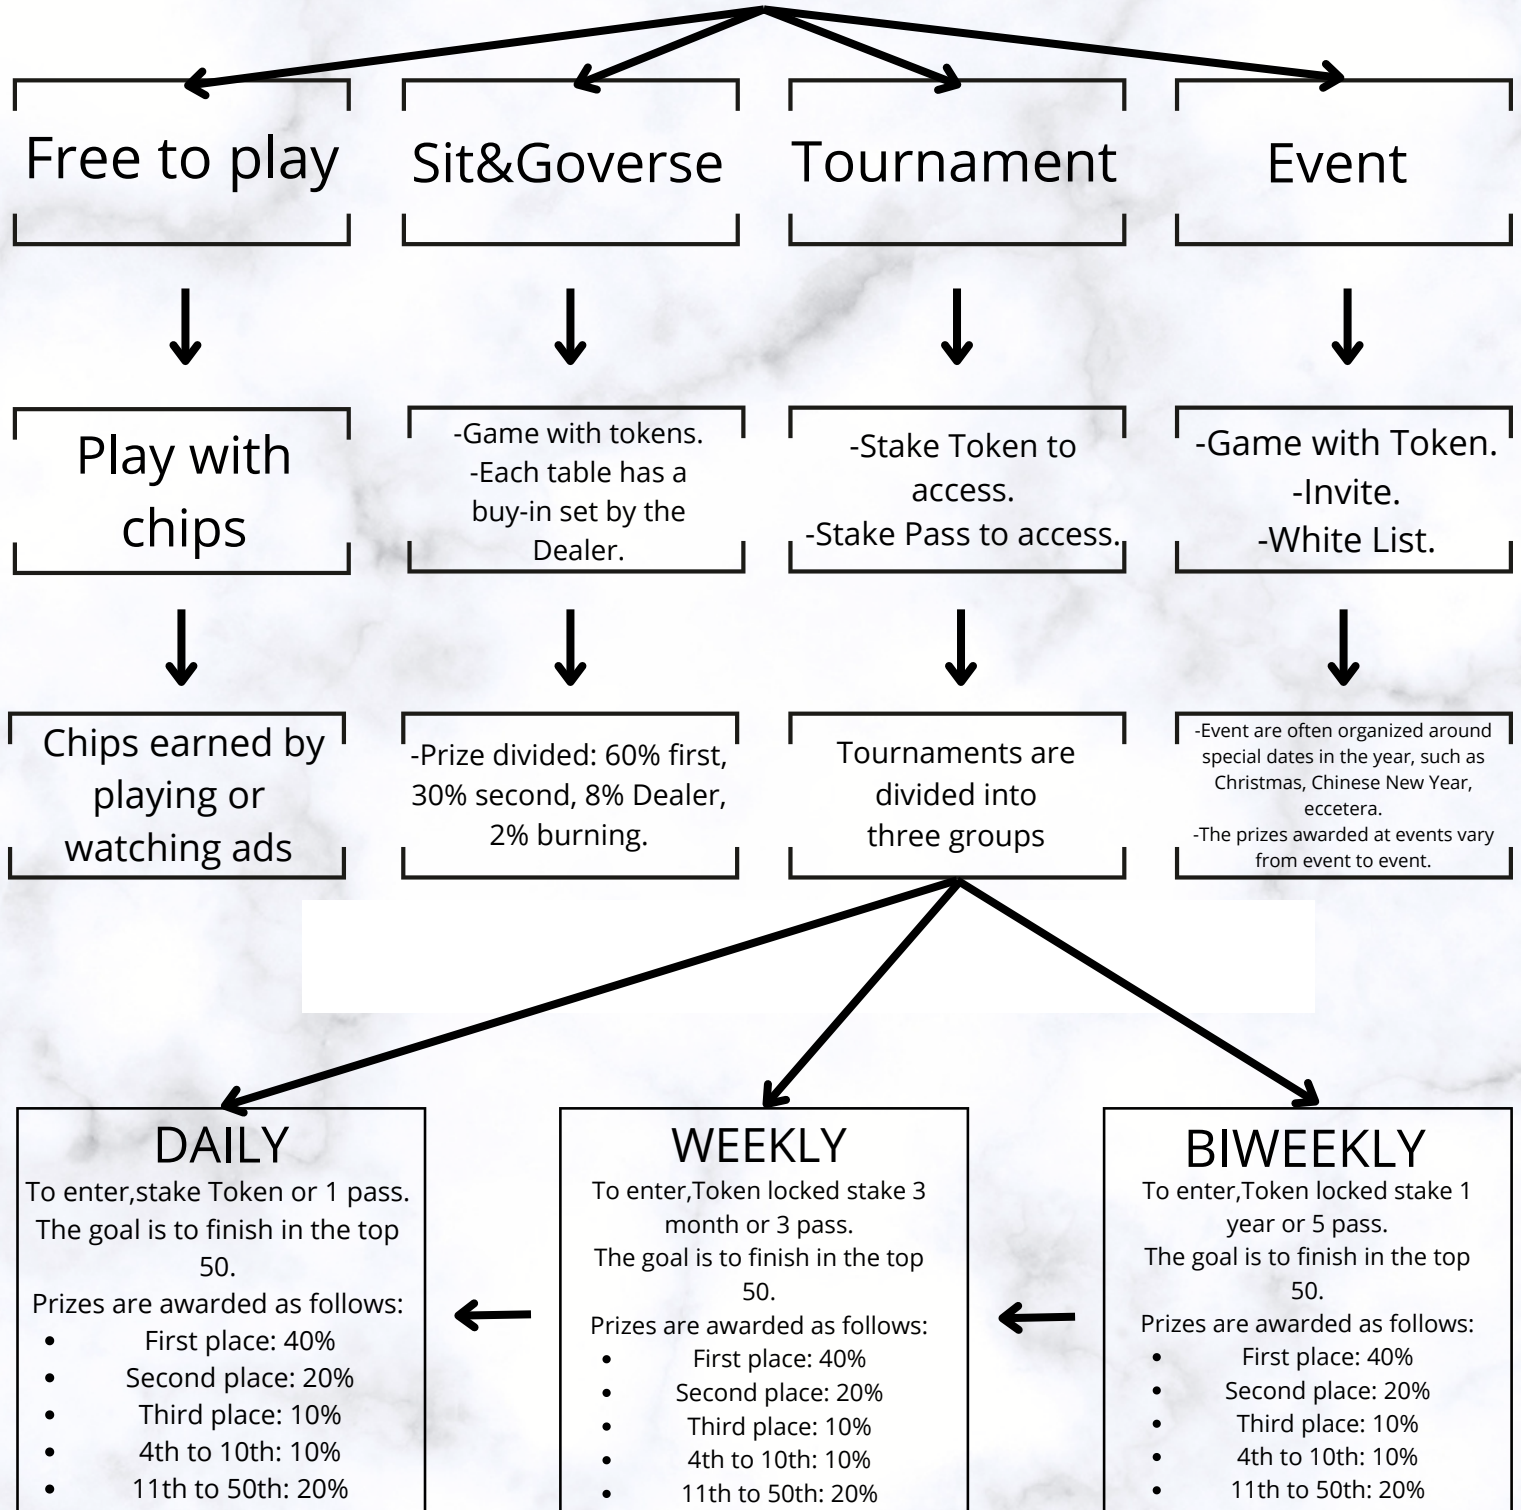 Free to play
Sit&Goverse
Tournament
Event
Play with
chips
-Game with tokens.
-Each table has a
buy-in set by the
Dealer.
-Stake Token to
access.
-Stake Pass to access.
-Game with Token.
-Invite.
-White List.
Chips earned by
playing or
watching ads
-Prize divided: 60% first,
30% second, 8% Dealer,
2% burning.
Tournaments are
divided into
three groups
-Event are often organized around
special dates in the year, such as
Christmas, Chinese New Year,
eccetera.
-The prizes awarded at events vary
from event to event.
DAILY
To enter,stake Token or 1 pass.
The goal is to finish in the top
50.
Prizes are awarded as follows:
• First place: 40%
• Second place: 20%
• Third place: 10%
• 4th to 10th: 10%
• 11th to 50th: 20%
WEEKLY
To enter,Token locked stake 3
month or 3 pass.
The goal is to finish in the top
50.
Prizes are awarded as follows:
• First place: 40%
• Second place: 20%
• Third place: 10%
• 4th to 10th: 10%
• 11th to 50th: 20%
BIWEEKLY
To enter,Token locked stake 1
year or 5 pass.
The goal is to finish in the top
50.
Prizes are awarded as follows:
• First place: 40%
• Second place: 20%
• Third place: 10%
• 4th to 10th: 10%
• 11th to 50th: 20%